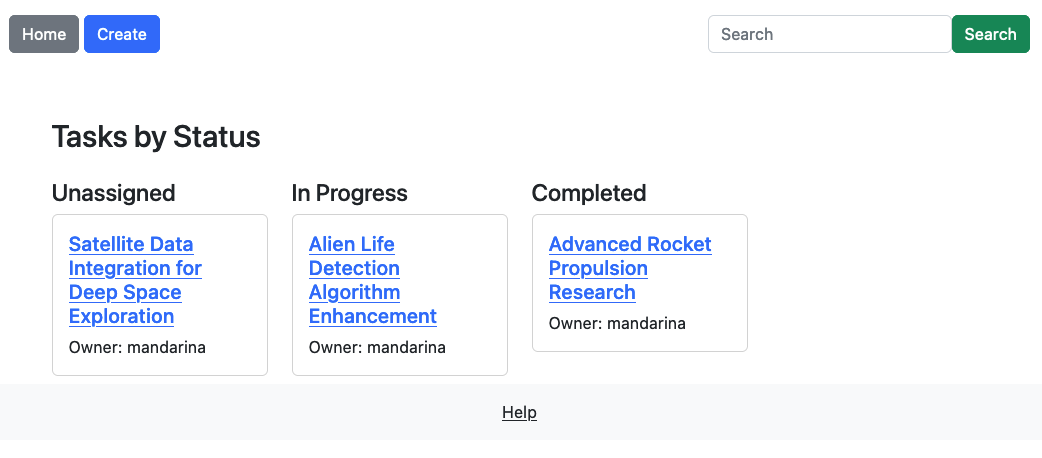 Home Create Search Search
Tasks by Status
Unassigned
Satellite Data
Integration for
Deep Space
Exploration
Owner: mandarina
In Progress
Alien Life
Detection
Algorithm
Enhancement
Owner: mandarina
Completed
Advanced Rocket
Propulsion
Research
Owner: mandarina
Help